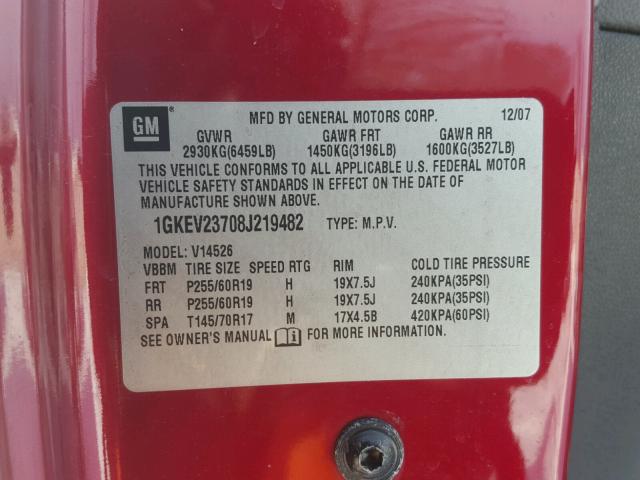 GM ® MFD BY GENERAL MOTORS CORP. 12/07
GVWR GAWR FRT GAWR RR
2930KG(6459LB) 1450KG(3196LB) 1600KG(3527LB)
THIS VEHICLE CONFORMS TO ALL APPLICABLE U.S. FEDERAL MOTOR
VEHICLE SAFETY STANDARDS IN EFFECT ON THE DATE OF
MANUFACTURE SHOWN ABOVE.
1GKEV23708J219482 TYPE: M.P.V.
MODEL: V14526
VBBM TIRE SIZE SPEED RTG RIM COLD TIRE PRESSURE
FRT P255/60R19 H 19X7.5J 240KPA(35PSI)
RR P255/60R19 H 19X7.5J 240KPA(35PSI)
SPA T145/70R17 M 17X4.5B 420KPA(60PSI)
SEE OWNER'S MANUAL i FOR MORE INFORMATION.